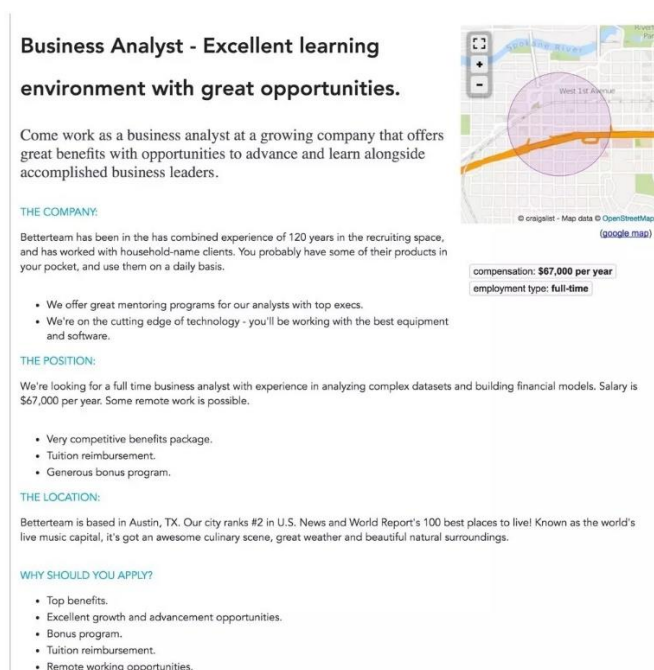 Business Analyst - Excellent learning
environment with great opportunities.
Come work as a business analyst at a growing company that offers
great benefits with opportunities to advance and learn alongside
accomplished business leaders.
THE COMPANY:
Betterteam has been in the has combined experience of 120 years in the recruiting space,
and has worked with household-name clients. You probably have some of their products in
your pocket, and use them on a daily basis.
• We offer great mentoring programs for our analysts with top execs.
• We're on the cutting edge of technology - you'll be working with the best equipment
and software.
Spokane River
+
West 1st Avenue
-
© craigslist - Map data © OpenStreetMap
(google map)
compensation: $67,000 per year
employment type: full-time
THE POSITION:
We're looking for a full time business analyst with experience in analyzing complex datasets and building financial models. Salary is
$67,000 per year. Some remote work is possible.
• Very competitive benefits package.
• Tuition reimbursement.
• Generous bonus program.
THE LOCATION:
Betterteam is based in Austin, TX. Our city ranks #2 in U.S. News and World Report's 100 best places to live! Known as the world's
live music capital, it's got an awesome culinary scene, great weather and beautiful natural surroundings.
WHY SHOULD YOU APPLY?
• Top benefits.
• Excellent growth and advancement opportunities.
• Bonus program.
• Tuition reimbursement.
• Remote working opportunities.